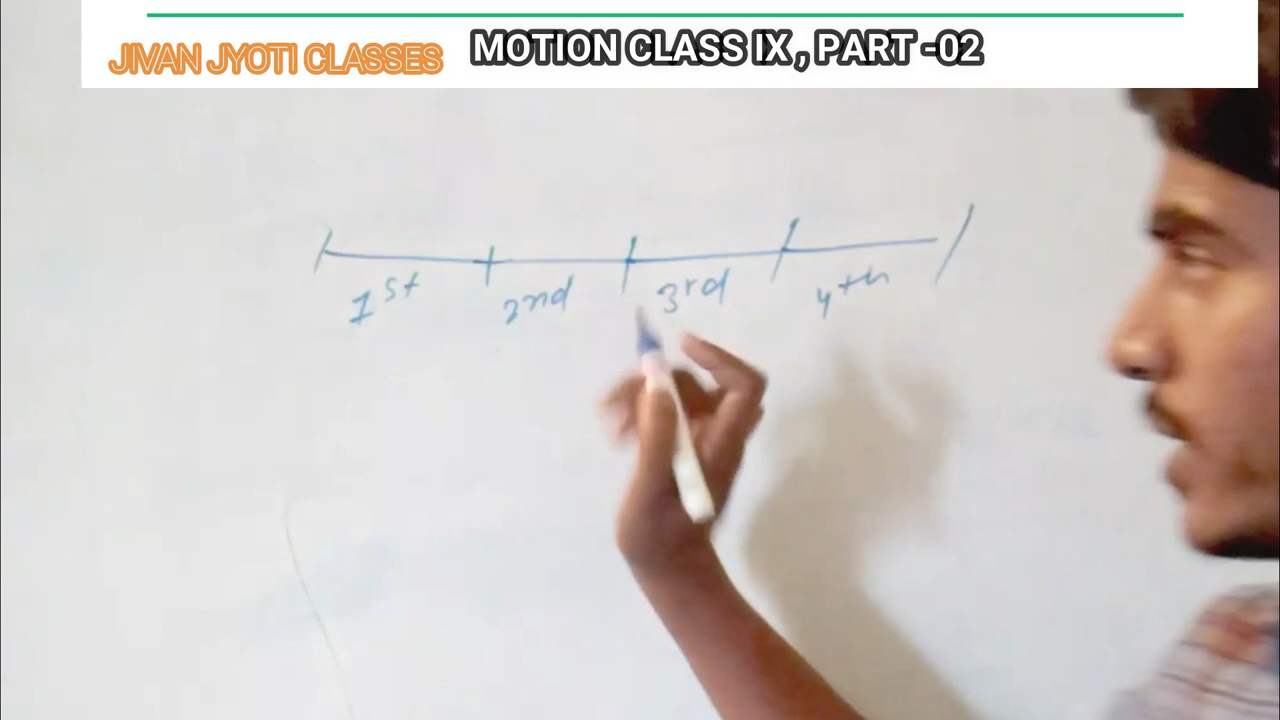 JIVAN JYOTI CLASSES MOTION CLASS IX , PART -02
1st 2nd 3rd 4th